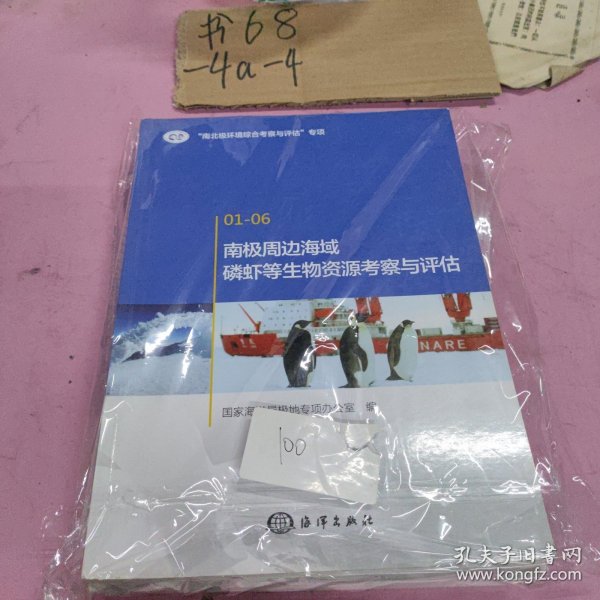 书68
-4a-4
"南北极环境综合考察与评估"专项
01-06
南极周边海域
磷虾等生物资源考察与评估
NARE
国家海洋局极地专项办公室 编
100
海洋出版社
孔夫子旧书网
www.kongfz.com